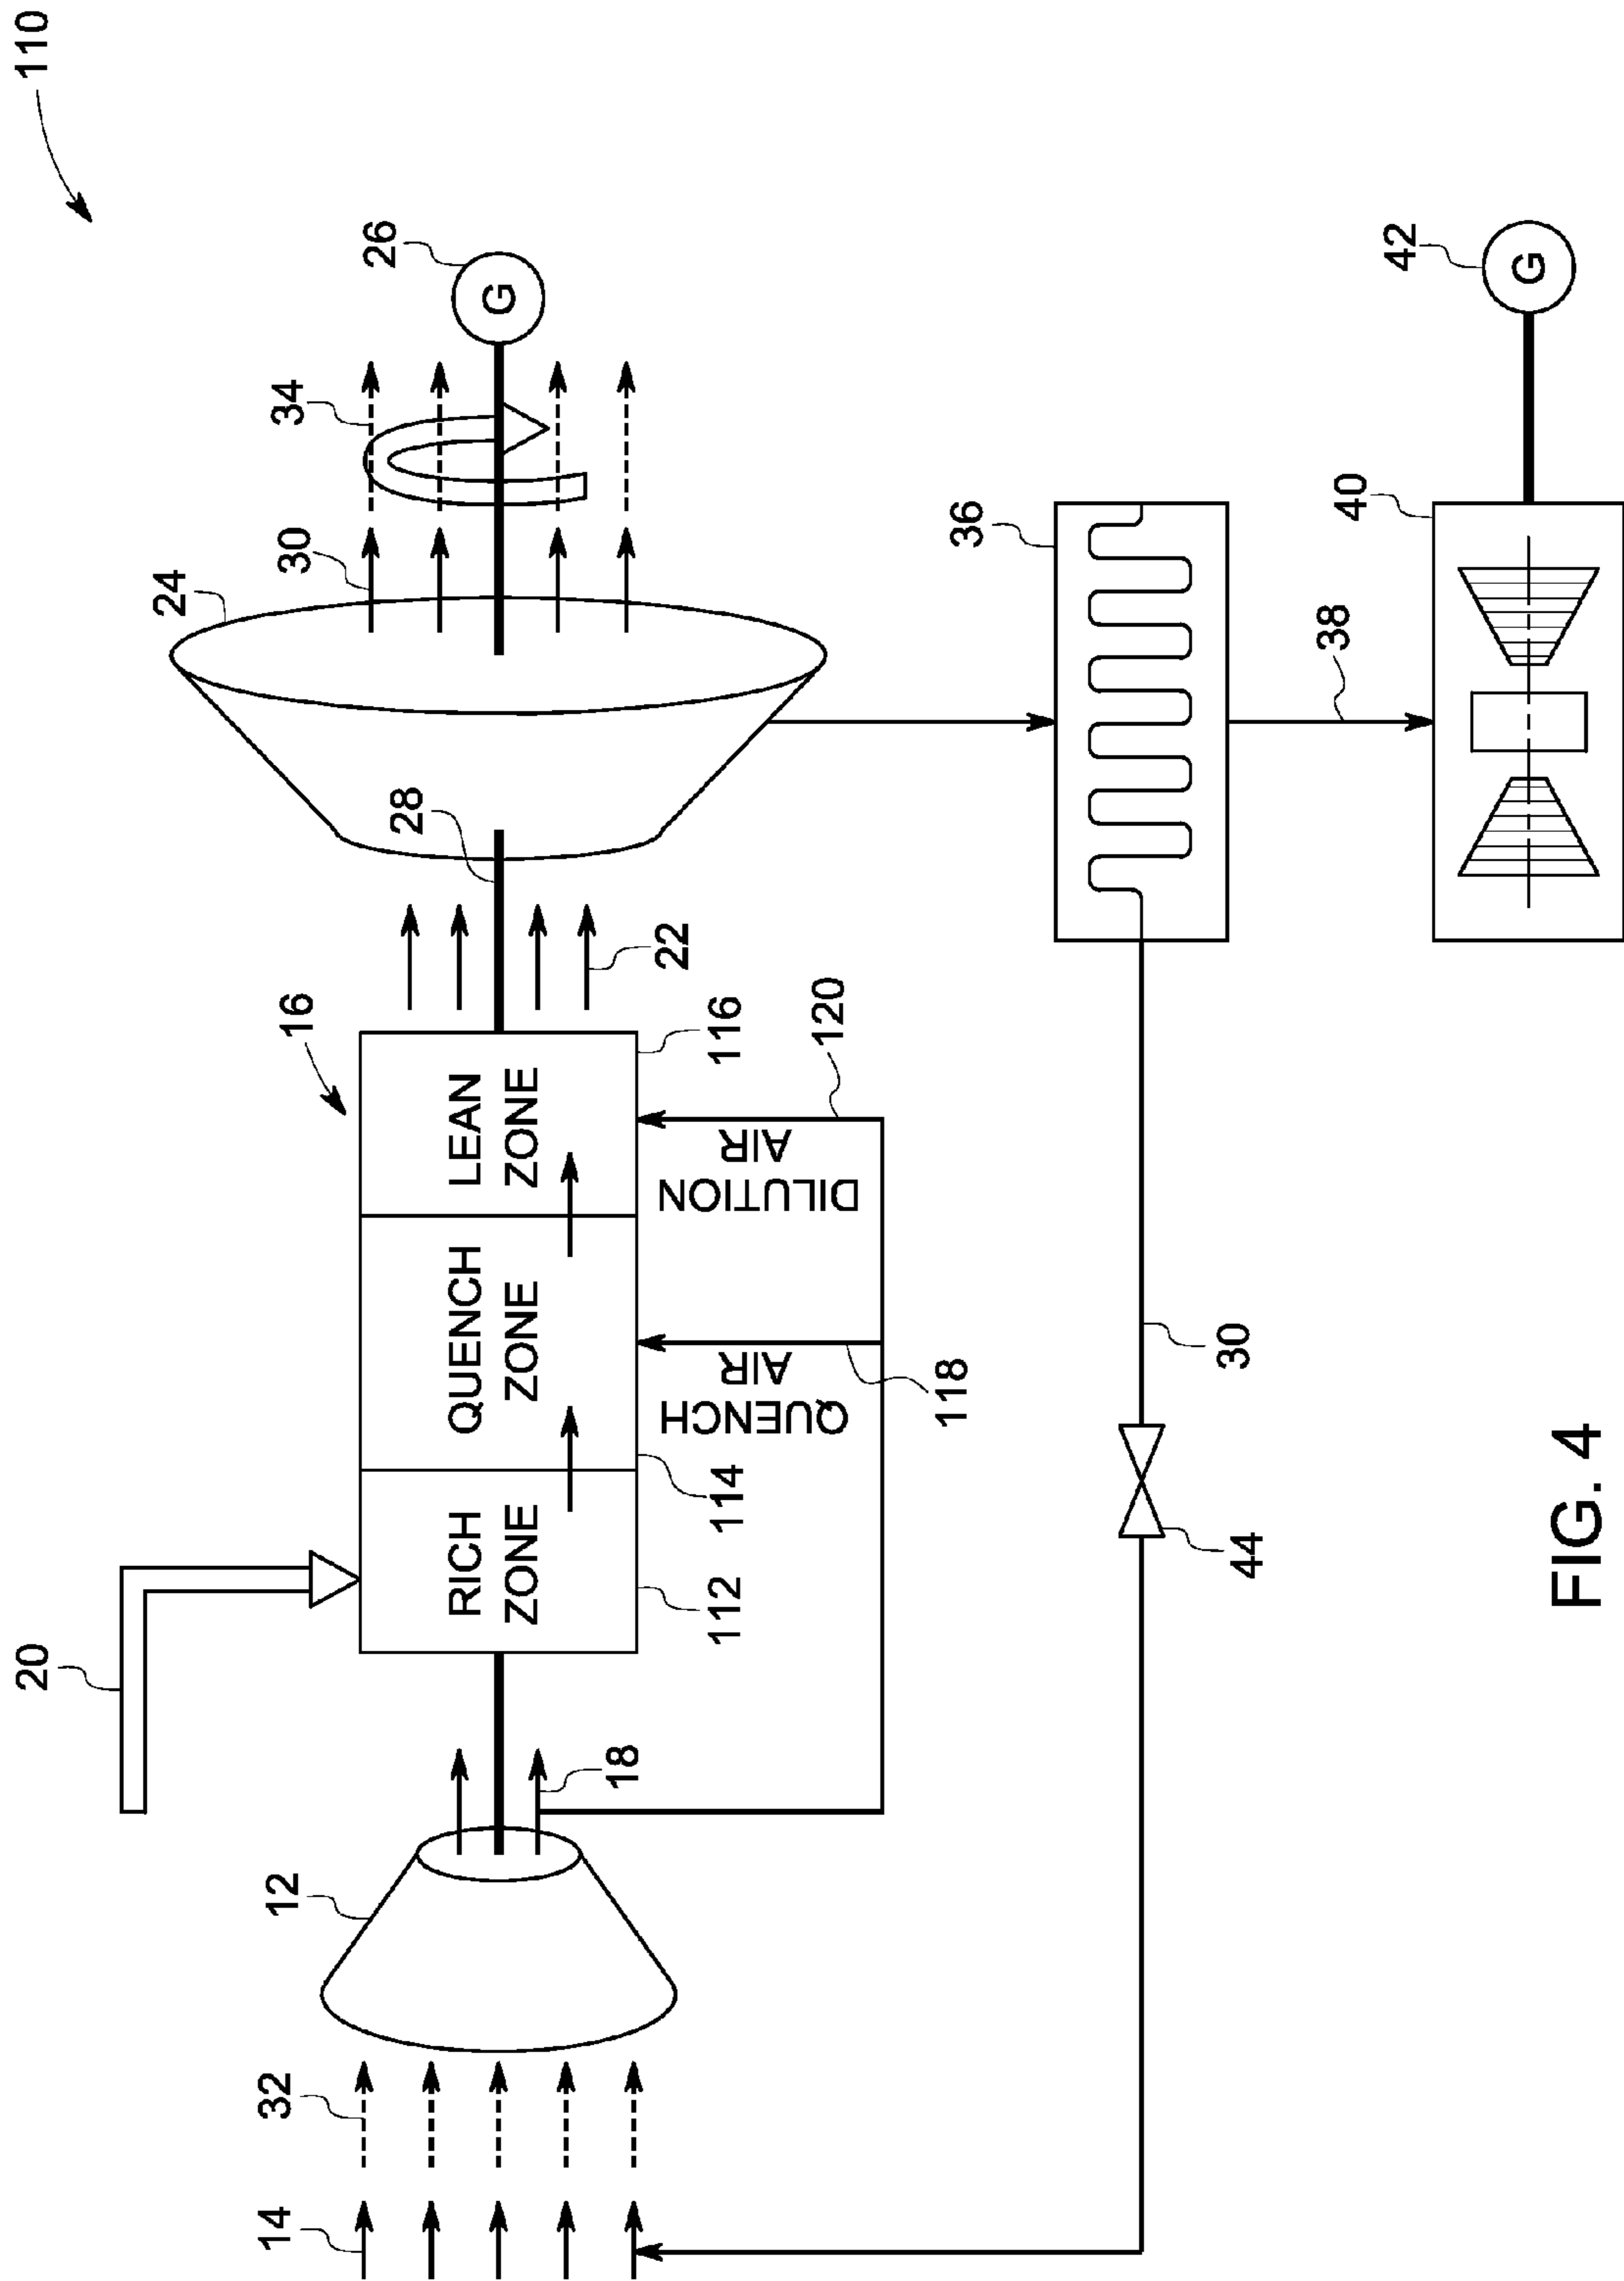 110
20
16
24
34
26
30
G
14
32
12
18
RICH
ZONE
QUENCH
ZONE
LEAN
ZONE
28
22
112
114
116
QUENCH
AIR
DILUTION
AIR
118
120
36
30
44
38
40
42
G
FIG. 4